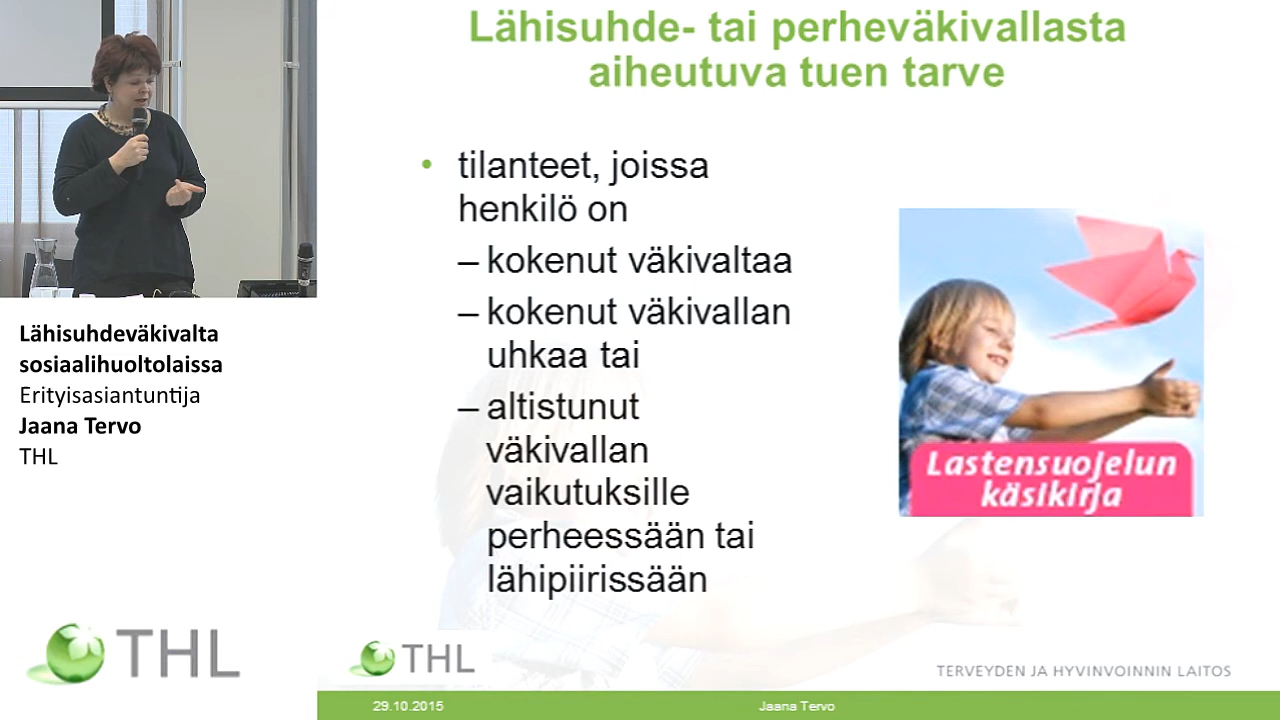 Lähisuhde- tai perheväkivallasta
aiheutuva tuen tarve
• tilanteet, joissa
henkilö on
– kokenut väkivaltaa
– kokenut väkivallan
uhkaa tai
– altistunut
väkivallan
vaikutuksille
perheessään tai
lähipiirissään
Lastensuojelun
käsikirja
Lähisuhdeväkivalta
sosiaalihuoltolaissa
Erityisasiantuntija
Jaana Tervo
THL
THL
THL
TERVEYDEN JA HYVINVOINNIN LAITOS
29.10.2015
Jaana Tervo